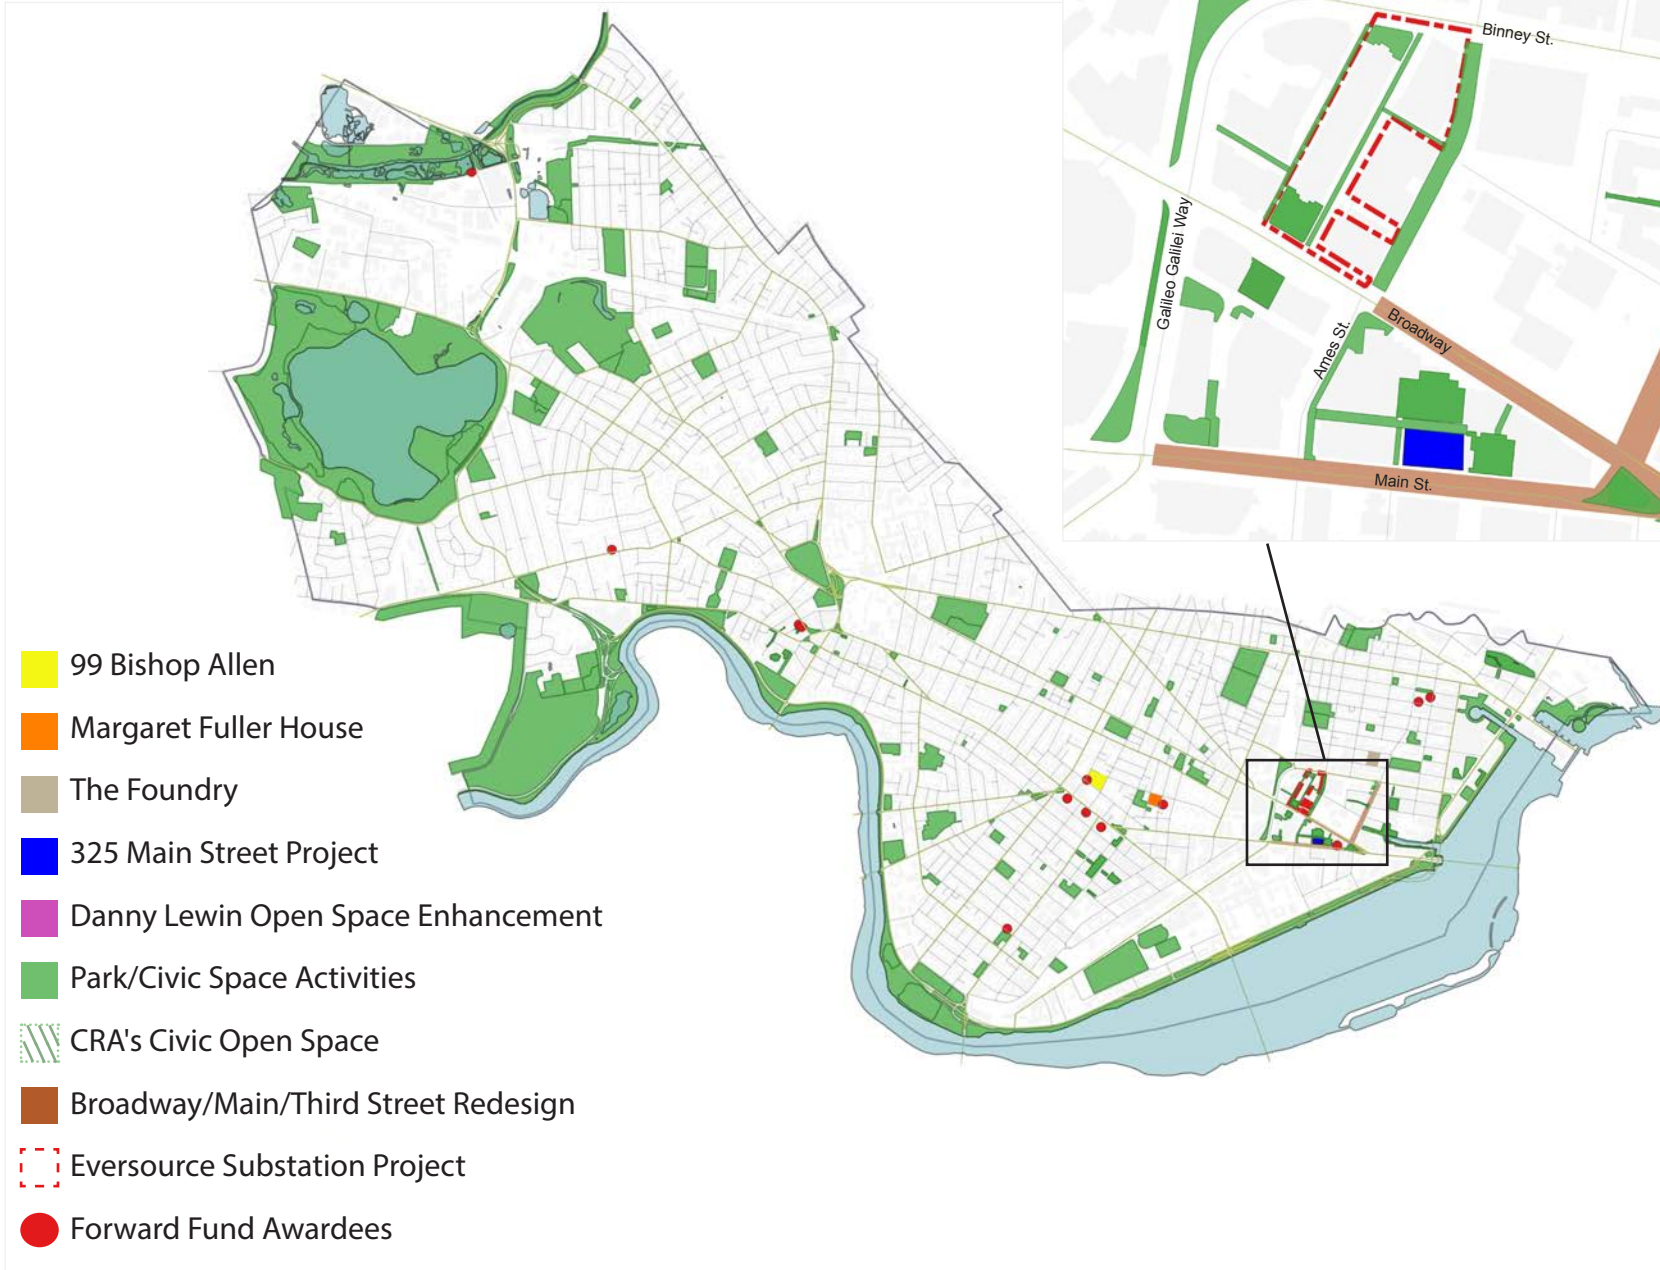 Binney St.
Galileo Galilei Way
Ames St.
Broadway
Main St.
99 Bishop Allen
Margaret Fuller House
The Foundry
325 Main Street Project
Danny Lewin Open Space Enhancement
Park/Civic Space Activities
CRA's Civic Open Space
Broadway/Main/Third Street Redesign
Eversource Substation Project
Forward Fund Awardees